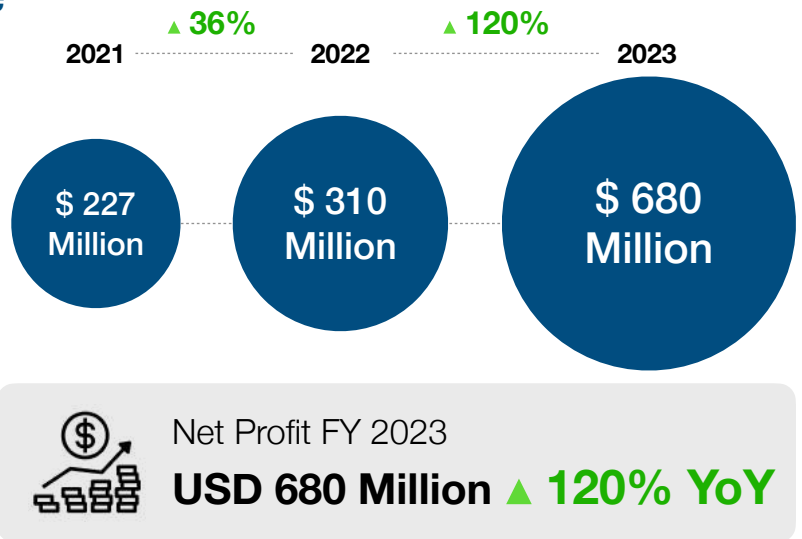 ▲ 36% ▲ 120%
2021 2022 2023
$ 227
Million
$ 310
Million
$ 680
Million
Net Profit FY 2023
USD 680 Million ▲ 120% YoY